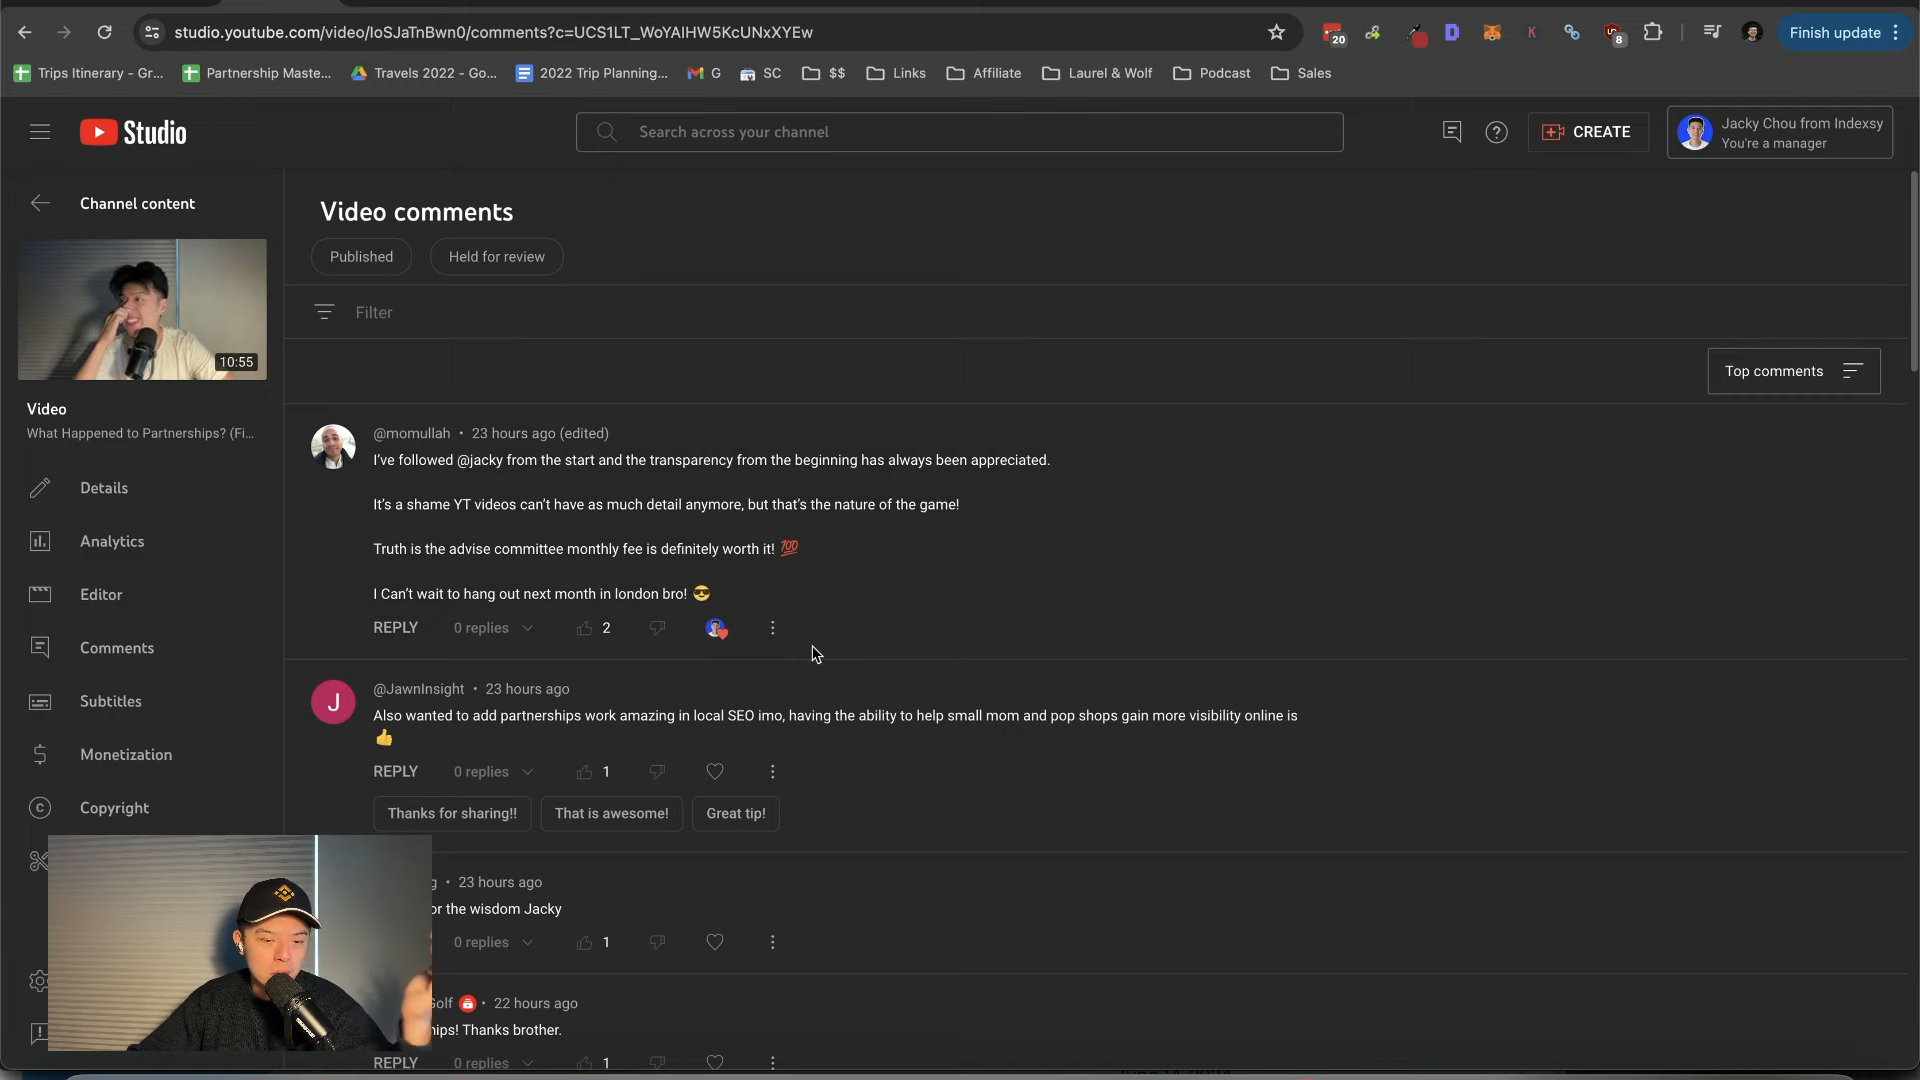 studio.youtube.com/video/IoSJaTnBwn0/comments?c=UCS1LT_WoYAlHW5KcUNxXYEw
20
8
Finish update
Trips Itinerary - Gr...
Partnership Maste...
Travels 2022 - Go...
2022 Trip Planning...
G
SC
$$
Links
Affiliate
Laurel & Wolf
Podcast
Sales
Studio
Search across your channel
CREATE
Jacky Chou from Indexsy
You're a manager
Channel content
10:55
Video
What Happened to Partnerships? (Fi...
Details
Analytics
Editor
Comments
Subtitles
Monetization
Copyright
Video comments
Published
Held for review
Filter
Top comments
@momullah • 23 hours ago (edited)
I've followed @jacky from the start and the transparency from the beginning has always been appreciated.
It's a shame YT videos can't have as much detail anymore, but that's the nature of the game!
Truth is the advise committee monthly fee is definitely worth it! 💯
I Can't wait to hang out next month in london bro! 😎
REPLY
0 replies
2
J
@JawnInsight • 23 hours ago
Also wanted to add partnerships work amazing in local SEO imo, having the ability to help small mom and pop shops gain more visibility online is
👍
REPLY
0 replies
1
Thanks for sharing!!
That is awesome!
Great tip!
g • 23 hours ago
or the wisdom Jacky
0 replies
1
Golf • 22 hours ago
hips! Thanks brother.
REPLY
0 replies
1